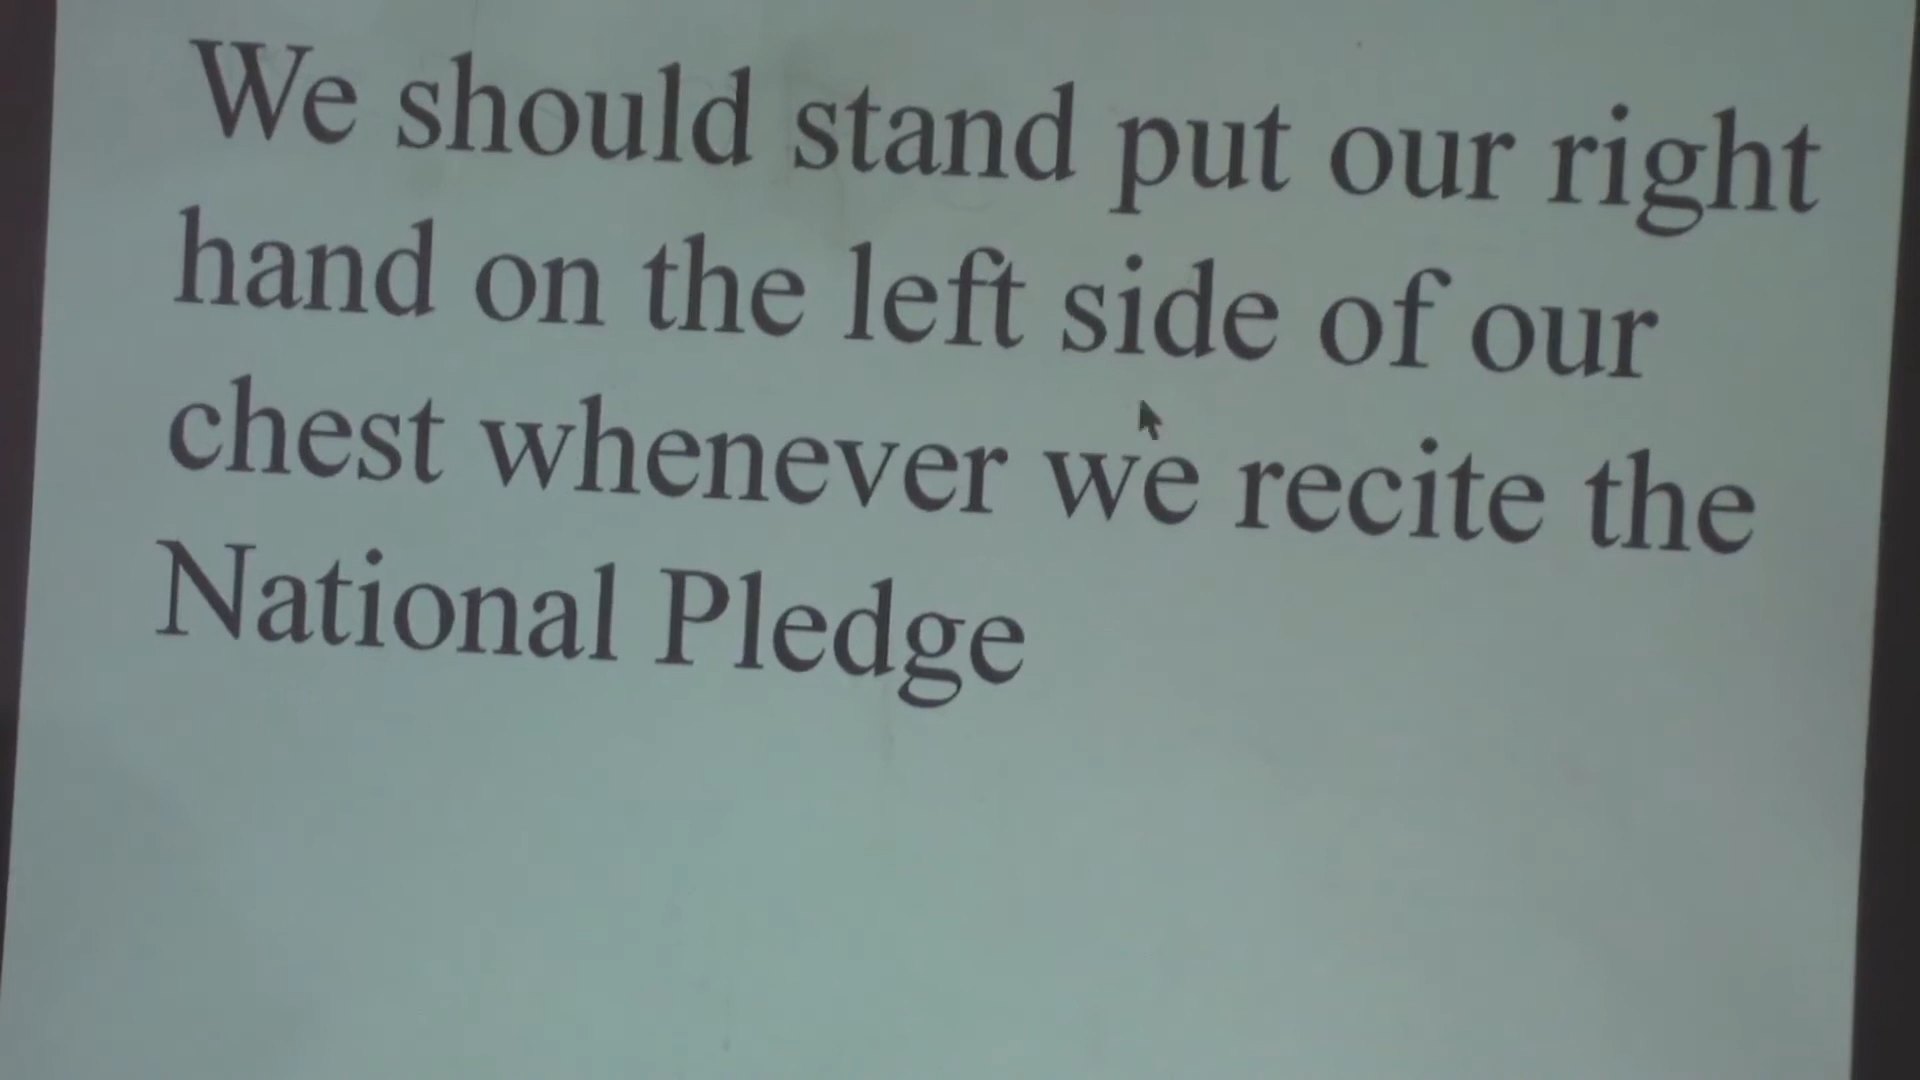 We should stand put our right
hand on the left side of our
chest whenever we recite the
National Pledge